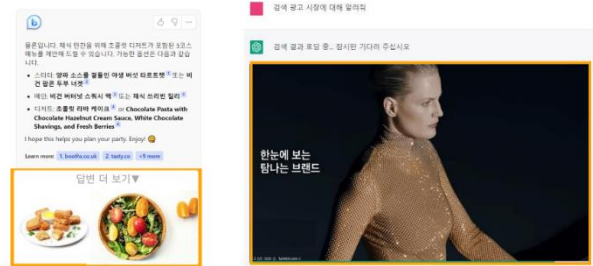 물론입니다. 채식 만찬을 위해 초콜릿 디저트가 포함된 3코스
메뉴를 제안해 드릴 수 있습니다. 가능한 옵션은 다음과 같습
니다.
• 스타터: 양파 소스를 곁들인 야생 버섯 타르트렛 또는 비
건 팝콘 두부 너겟
• 메인: 비건 버터넛 스쿼시 맥 또는 채식 쓰리빈 칠리
• 디저트: 초콜릿 라바 케이크 or Chocolate Pasta with
Chocolate Hazelnut Cream Sauce, White Chocolate
Shavings, and Fresh Berries
I hope this helps you plan your party. Enjoy!
Learn more: 1. booths.co.uk 2. tasty.co +9 more
답변 더 보기▼
검색 광고 시장에 대해 알려줘
검색 결과 로딩 중... 잠시만 기다려 주십시오
한눈에 보는
탐나는 브랜드